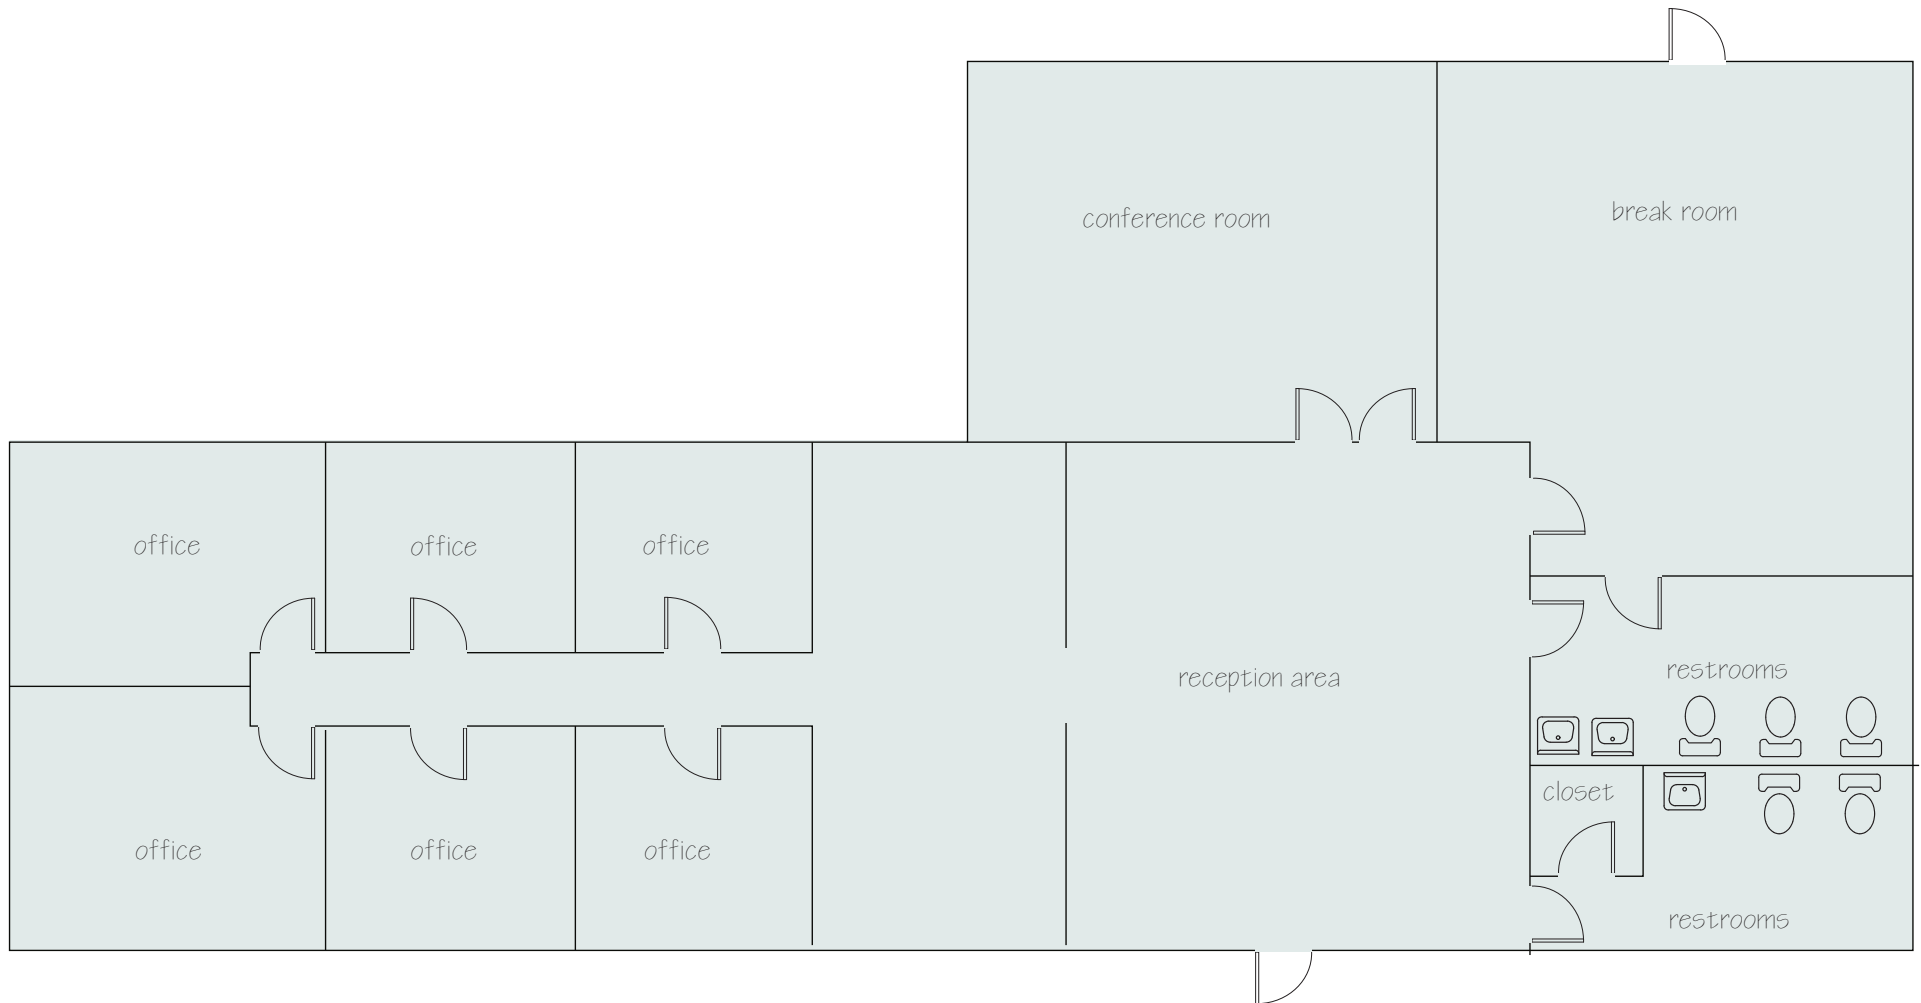 conference room
break room
office
office
office
reception area
restrooms
closet
office
office
office
restrooms